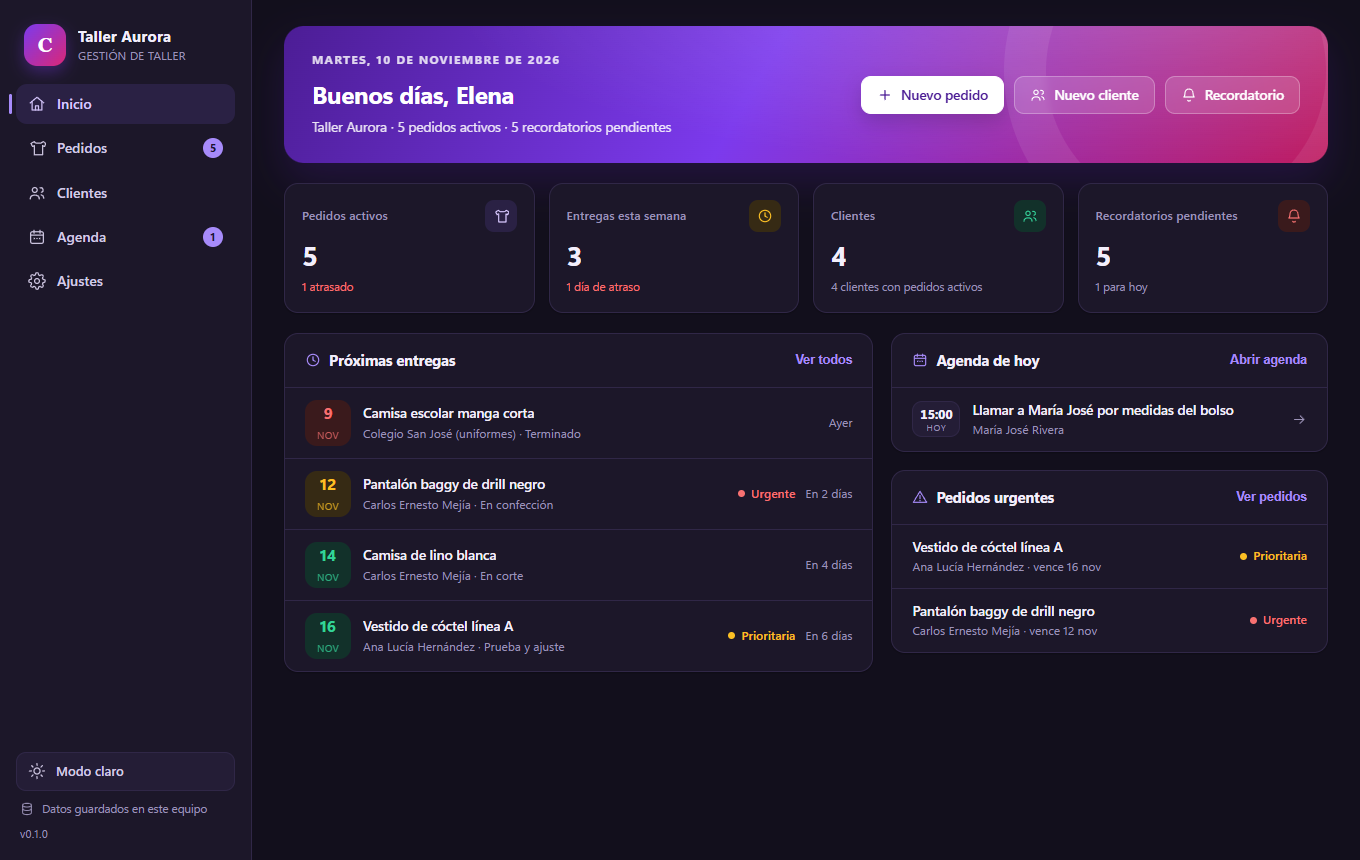 C
Taller Aurora
GESTIÓN DE TALLER
Inicio
Pedidos 5
Clientes
Agenda 1
Ajustes
Modo claro
Datos guardados en este equipo
v0.1.0
MARTES, 10 DE NOVIEMBRE DE 2026
Buenos días, Elena
Taller Aurora · 5 pedidos activos · 5 recordatorios pendientes
Nuevo pedido
Nuevo cliente
Recordatorio
Pedidos activos
5
1 atrasado
Entregas esta semana
3
1 día de atraso
Clientes
4
4 clientes con pedidos activos
Recordatorios pendientes
5
1 para hoy
Próximas entregas Ver todos
9 NOV
Camisa escolar manga corta
Colegio San José (uniformes) · Terminado
Ayer
12 NOV
Pantalón baggy de drill negro
Carlos Ernesto Mejía · En confección
Urgente En 2 días
14 NOV
Camisa de lino blanca
Carlos Ernesto Mejía · En corte
En 4 días
16 NOV
Vestido de cóctel línea A
Ana Lucía Hernández · Prueba y ajuste
Prioritaria En 6 días
Agenda de hoy Abrir agenda
15:00 HOY
Llamar a María José por medidas del bolso
María José Rivera
Pedidos urgentes Ver pedidos
Vestido de cóctel línea A
Ana Lucía Hernández · vence 16 nov
Prioritaria
Pantalón baggy de drill negro
Carlos Ernesto Mejía · vence 12 nov
Urgente